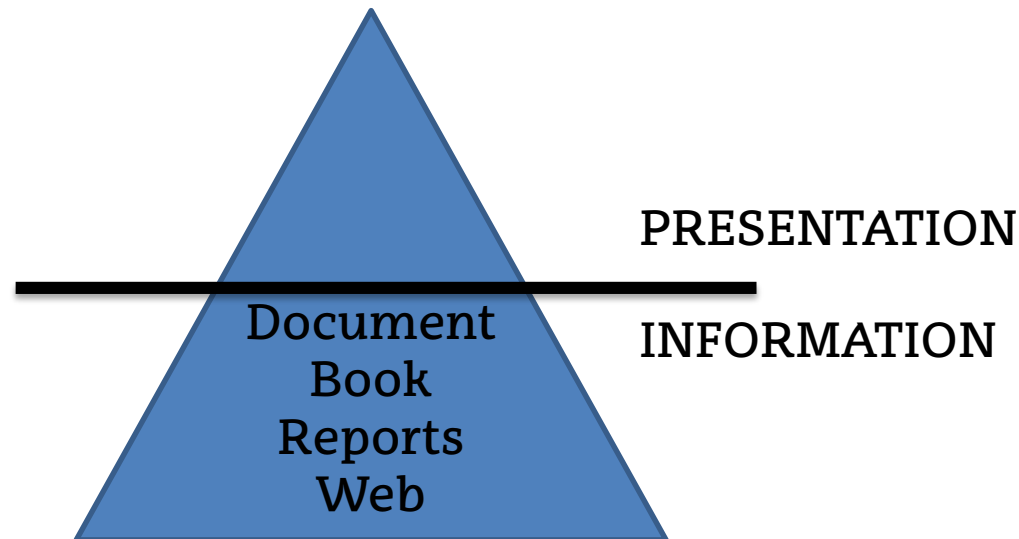 PRESENTATION
INFORMATION
Document
Book
Reports
Web